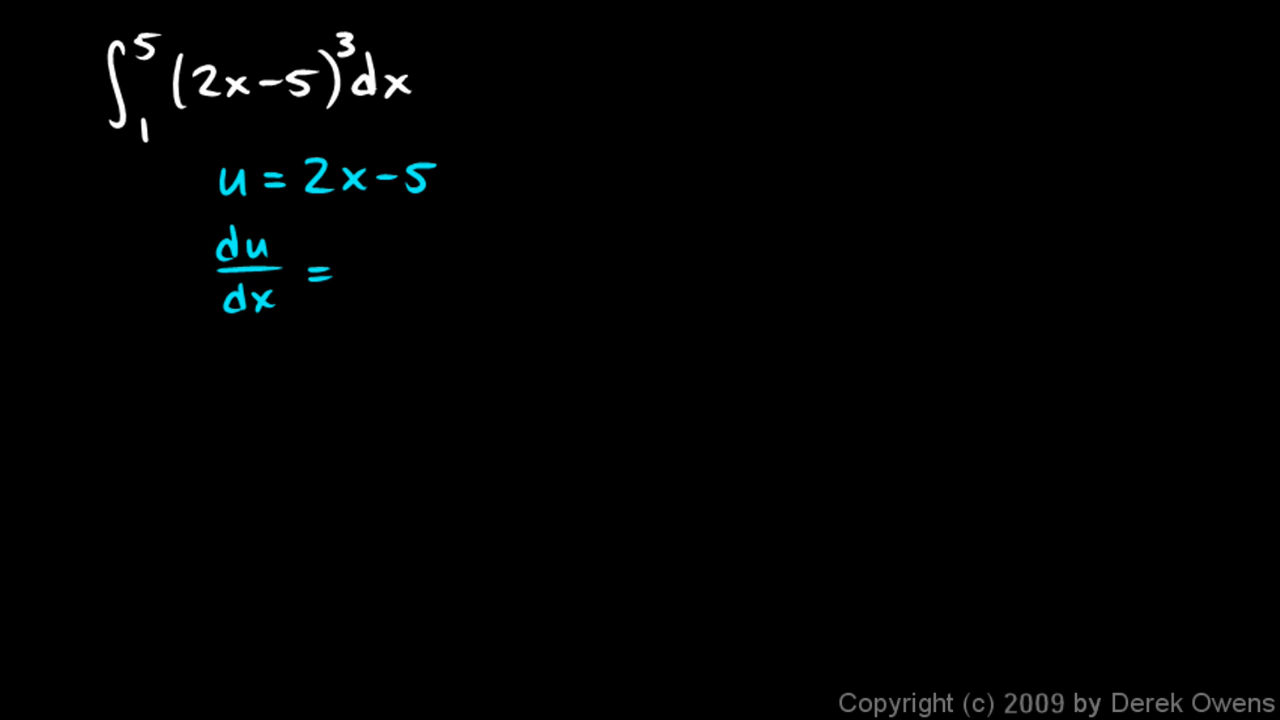 ∫₁⁵ (2x-5)³dx
u = 2x-5
du/dx =
Copyright (c) 2009 by Derek Owens